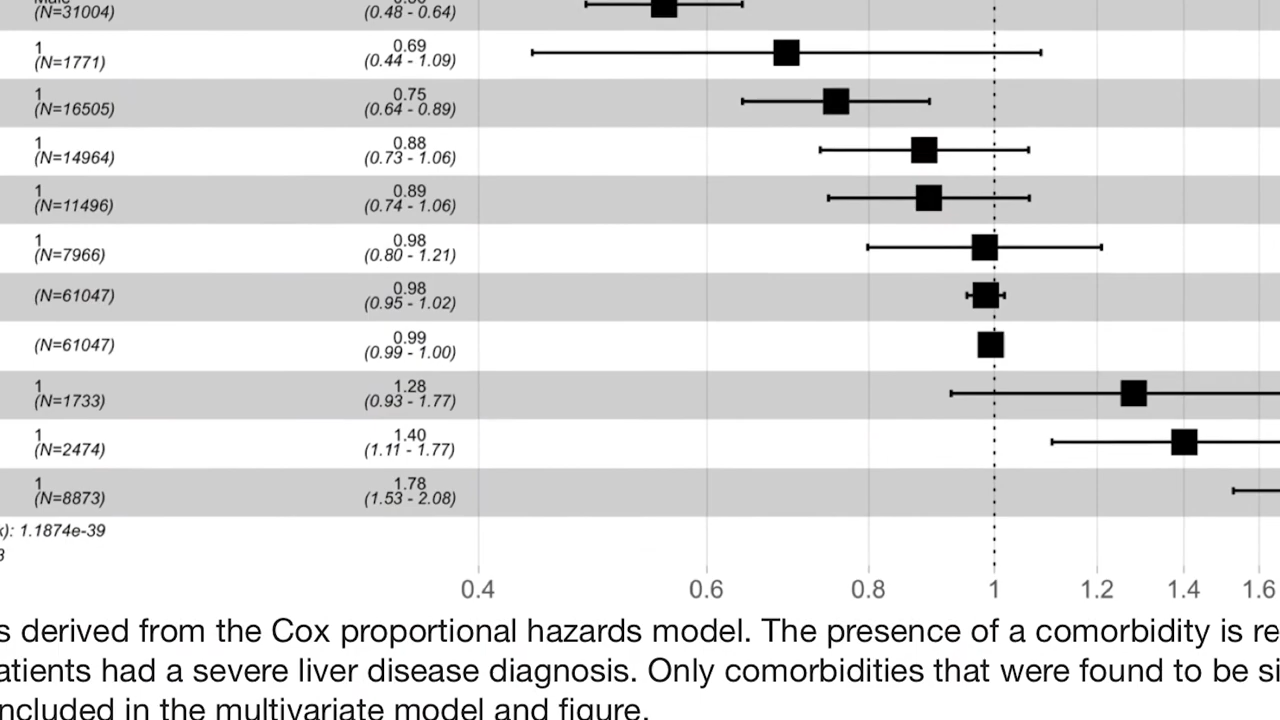 (N=31004) (0.48 - 0.64)
1 0.69
(N=1771) (0.44 - 1.09)
1 0.75
(N=16505) (0.64 - 0.89)
1 0.88
(N=14964) (0.73 - 1.06)
1 0.89
(N=11496) (0.74 - 1.06)
1 0.98
(N=7966) (0.80 - 1.21)
0.98
(N=61047) (0.95 - 1.02)
0.99
(N=61047) (0.99 - 1.00)
1 1.28
(N=1733) (0.93 - 1.77)
1 1.40
(N=2474) (1.11 - 1.77)
1 1.78
(N=8873) (1.53 - 2.08)
k): 1.1874e-39
3
0.4 0.6 0.8 1 1.2 1.4 1.6
s derived from the Cox proportional hazards model. The presence of a comorbidity is re
atients had a severe liver disease diagnosis. Only comorbidities that were found to be si
ncluded in the multivariate model and figure.